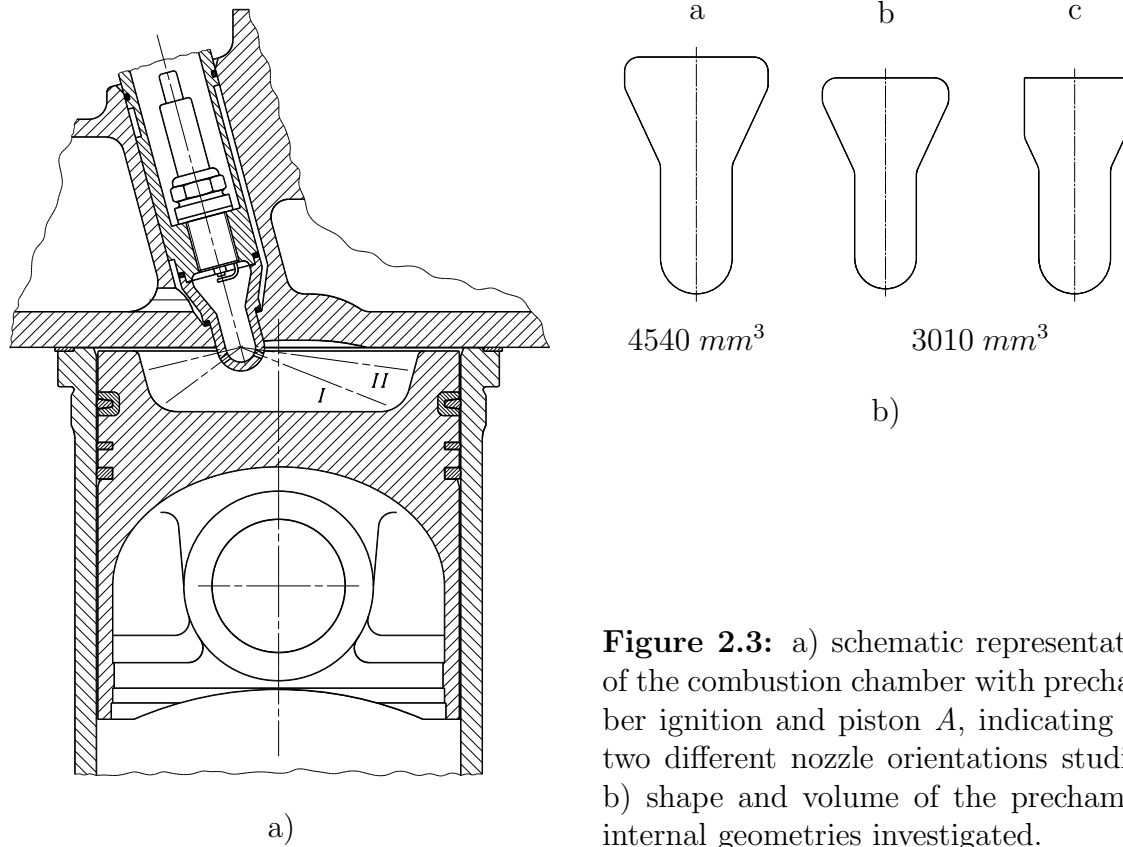 a b c
I II
4540 mm³ 3010 mm³
b)
a)
Figure 2.3: a) schematic representat
of the combustion chamber with precha
ber ignition and piston A, indicating
two different nozzle orientations studi
b) shape and volume of the precham
internal geometries investigated.